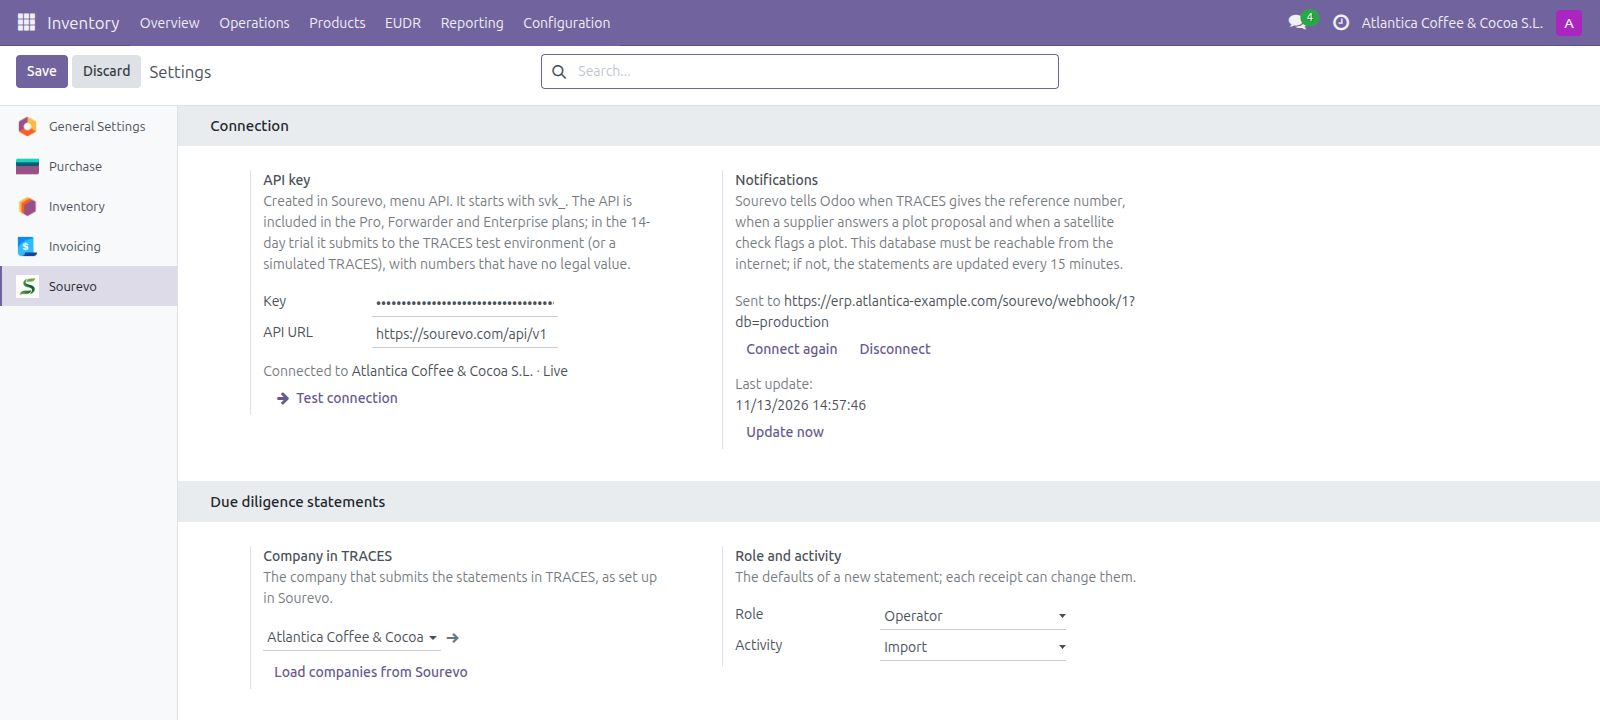 Inventory Overview Operations Products EUDR Reporting Configuration 4 Atlantica Coffee & Cocoa S.L. A
Save Discard Settings Search...
General Settings
Purchase
Inventory
Invoicing
Sourevo
Connection
API key
Created in Sourevo, menu API. It starts with svk_. The API is
included in the Pro, Forwarder and Enterprise plans; in the 14-
day trial it submits to the TRACES test environment (or a
simulated TRACES), with numbers that have no legal value.
Key ••••••••••••••••••••••••••••••••••••
API URL https://sourevo.com/api/v1
Connected to Atlantica Coffee & Cocoa S.L. · Live
Test connection
Notifications
Sourevo tells Odoo when TRACES gives the reference number,
when a supplier answers a plot proposal and when a satellite
check flags a plot. This database must be reachable from the
internet; if not, the statements are updated every 15 minutes.
Sent to https://erp.atlantica-example.com/sourevo/webhook/1?
db=production
Connect again Disconnect
Last update:
11/13/2026 14:57:46
Update now
Due diligence statements
Company in TRACES
The company that submits the statements in TRACES, as set up
in Sourevo.
Atlantica Coffee & Cocoa
Load companies from Sourevo
Role and activity
The defaults of a new statement; each receipt can change them.
Role Operator
Activity Import